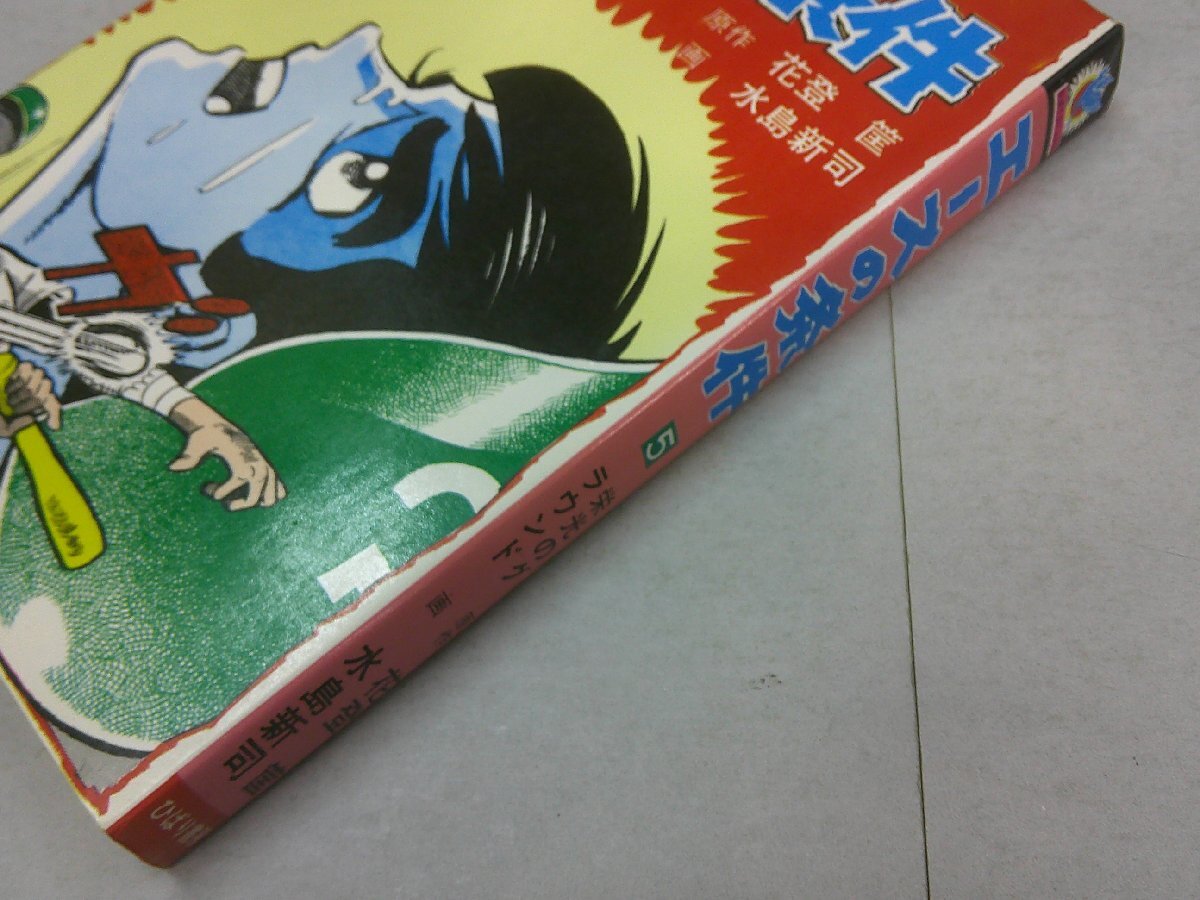 条件
原作 花登 筐
画 水島新司
エースの条件
5
栄光の
ラウンド
画
水島新司
花登 筐